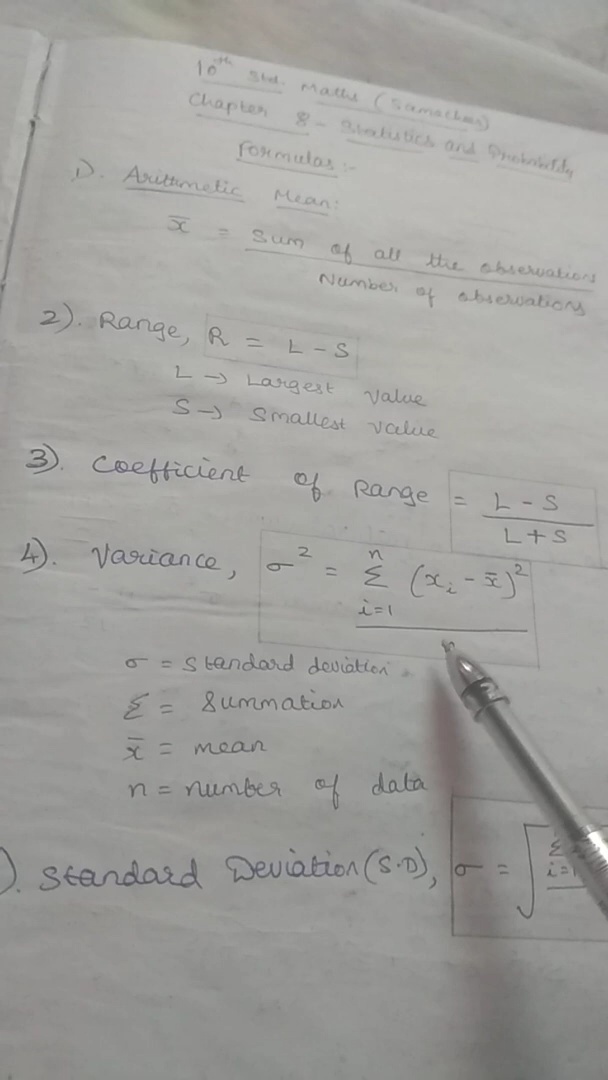 10th Std. Maths (Samacheer)
Chapter 8 - Statistics and Probability
Formulas:-
1). Arithmetic Mean:
x̄ = Sum of all the observations / Number of observations
2). Range, R = L - S
L → Largest value
S → Smallest value
3). Coefficient of Range = L - S / L + S
4). Variance, σ² = Σ i=1 n (xᵢ - x̄)² / n
σ = Standard deviation.
Σ = Summation
x̄ = mean
n = number of data
). Standard Deviation (S.D), σ = √ Σ i=1